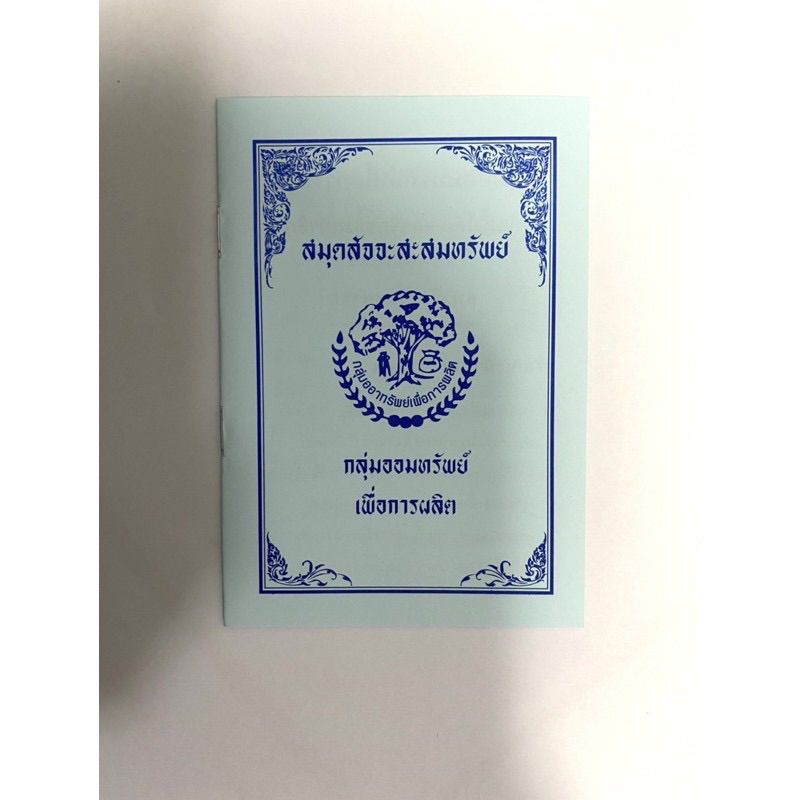 สมุดสัจจะสะสมทรัพย์
กลุ่มออาทรัพย์เพื่อการผลิต
กลุ่มออมทรัพย์
เพื่อการผลิต